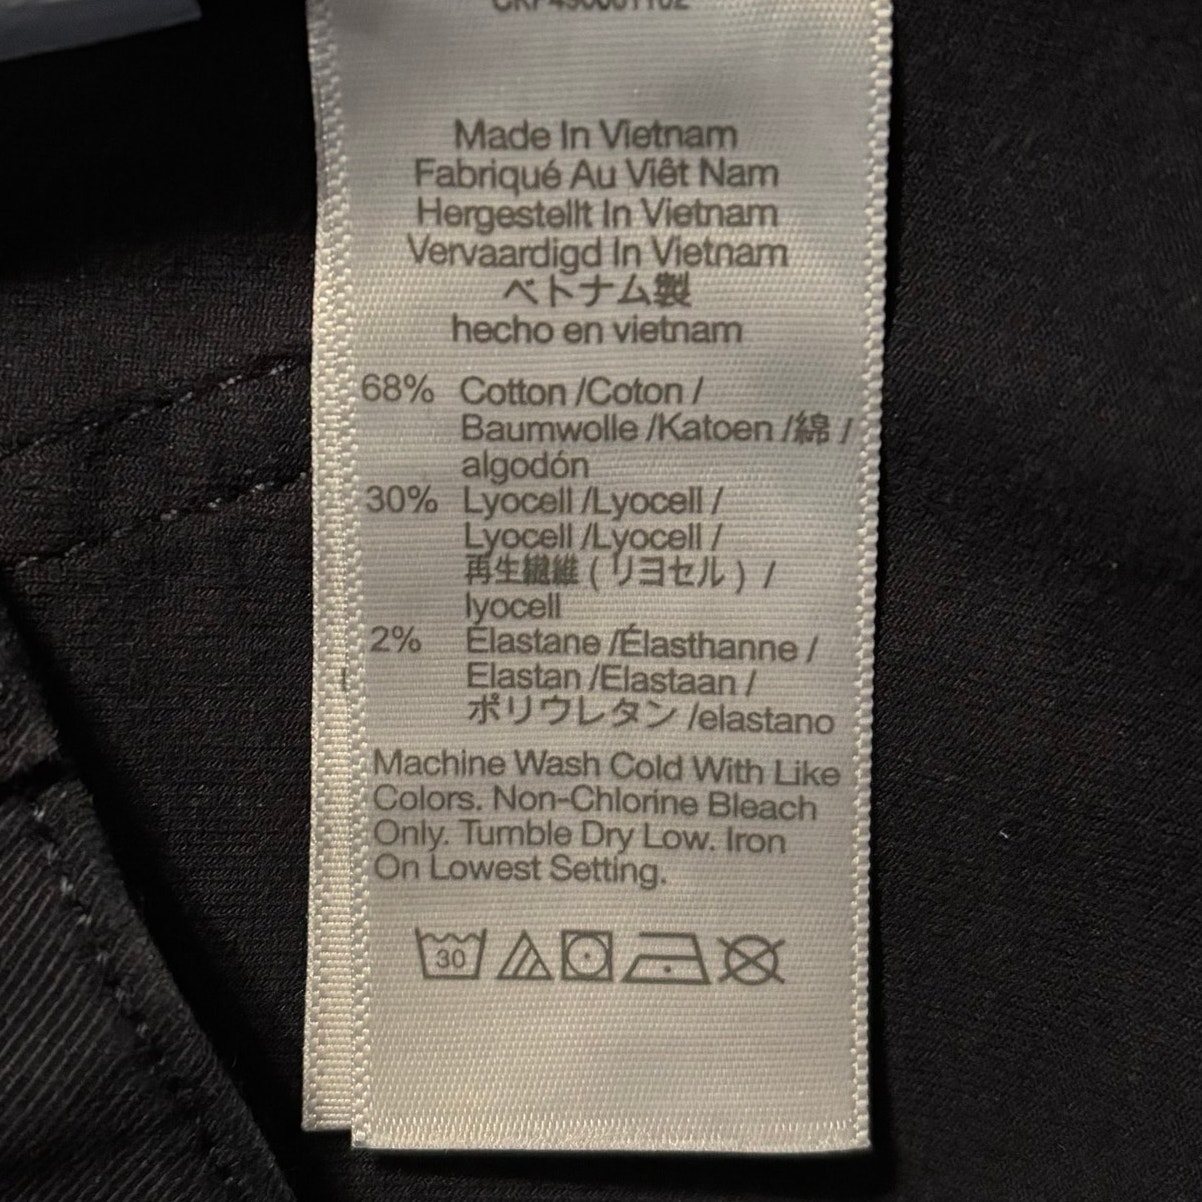 Made In Vietnam
Fabriqué Au Viêt Nam
Hergestellt In Vietnam
Vervaardigd In Vietnam
ベトナム製
hecho en vietnam
68% Cotton /Coton /
Baumwolle /Katoen /綿 /
algodón
30% Lyocell /Lyocell /
Lyocell /Lyocell /
再生繊維 ( リヨセル ) /
lyocell
2% Elastane /Élasthanne /
Elastan /Elastaan /
ポリウレタン /elastano
Machine Wash Cold With Like
Colors. Non-Chlorine Bleach
Only. Tumble Dry Low. Iron
On Lowest Setting.
30